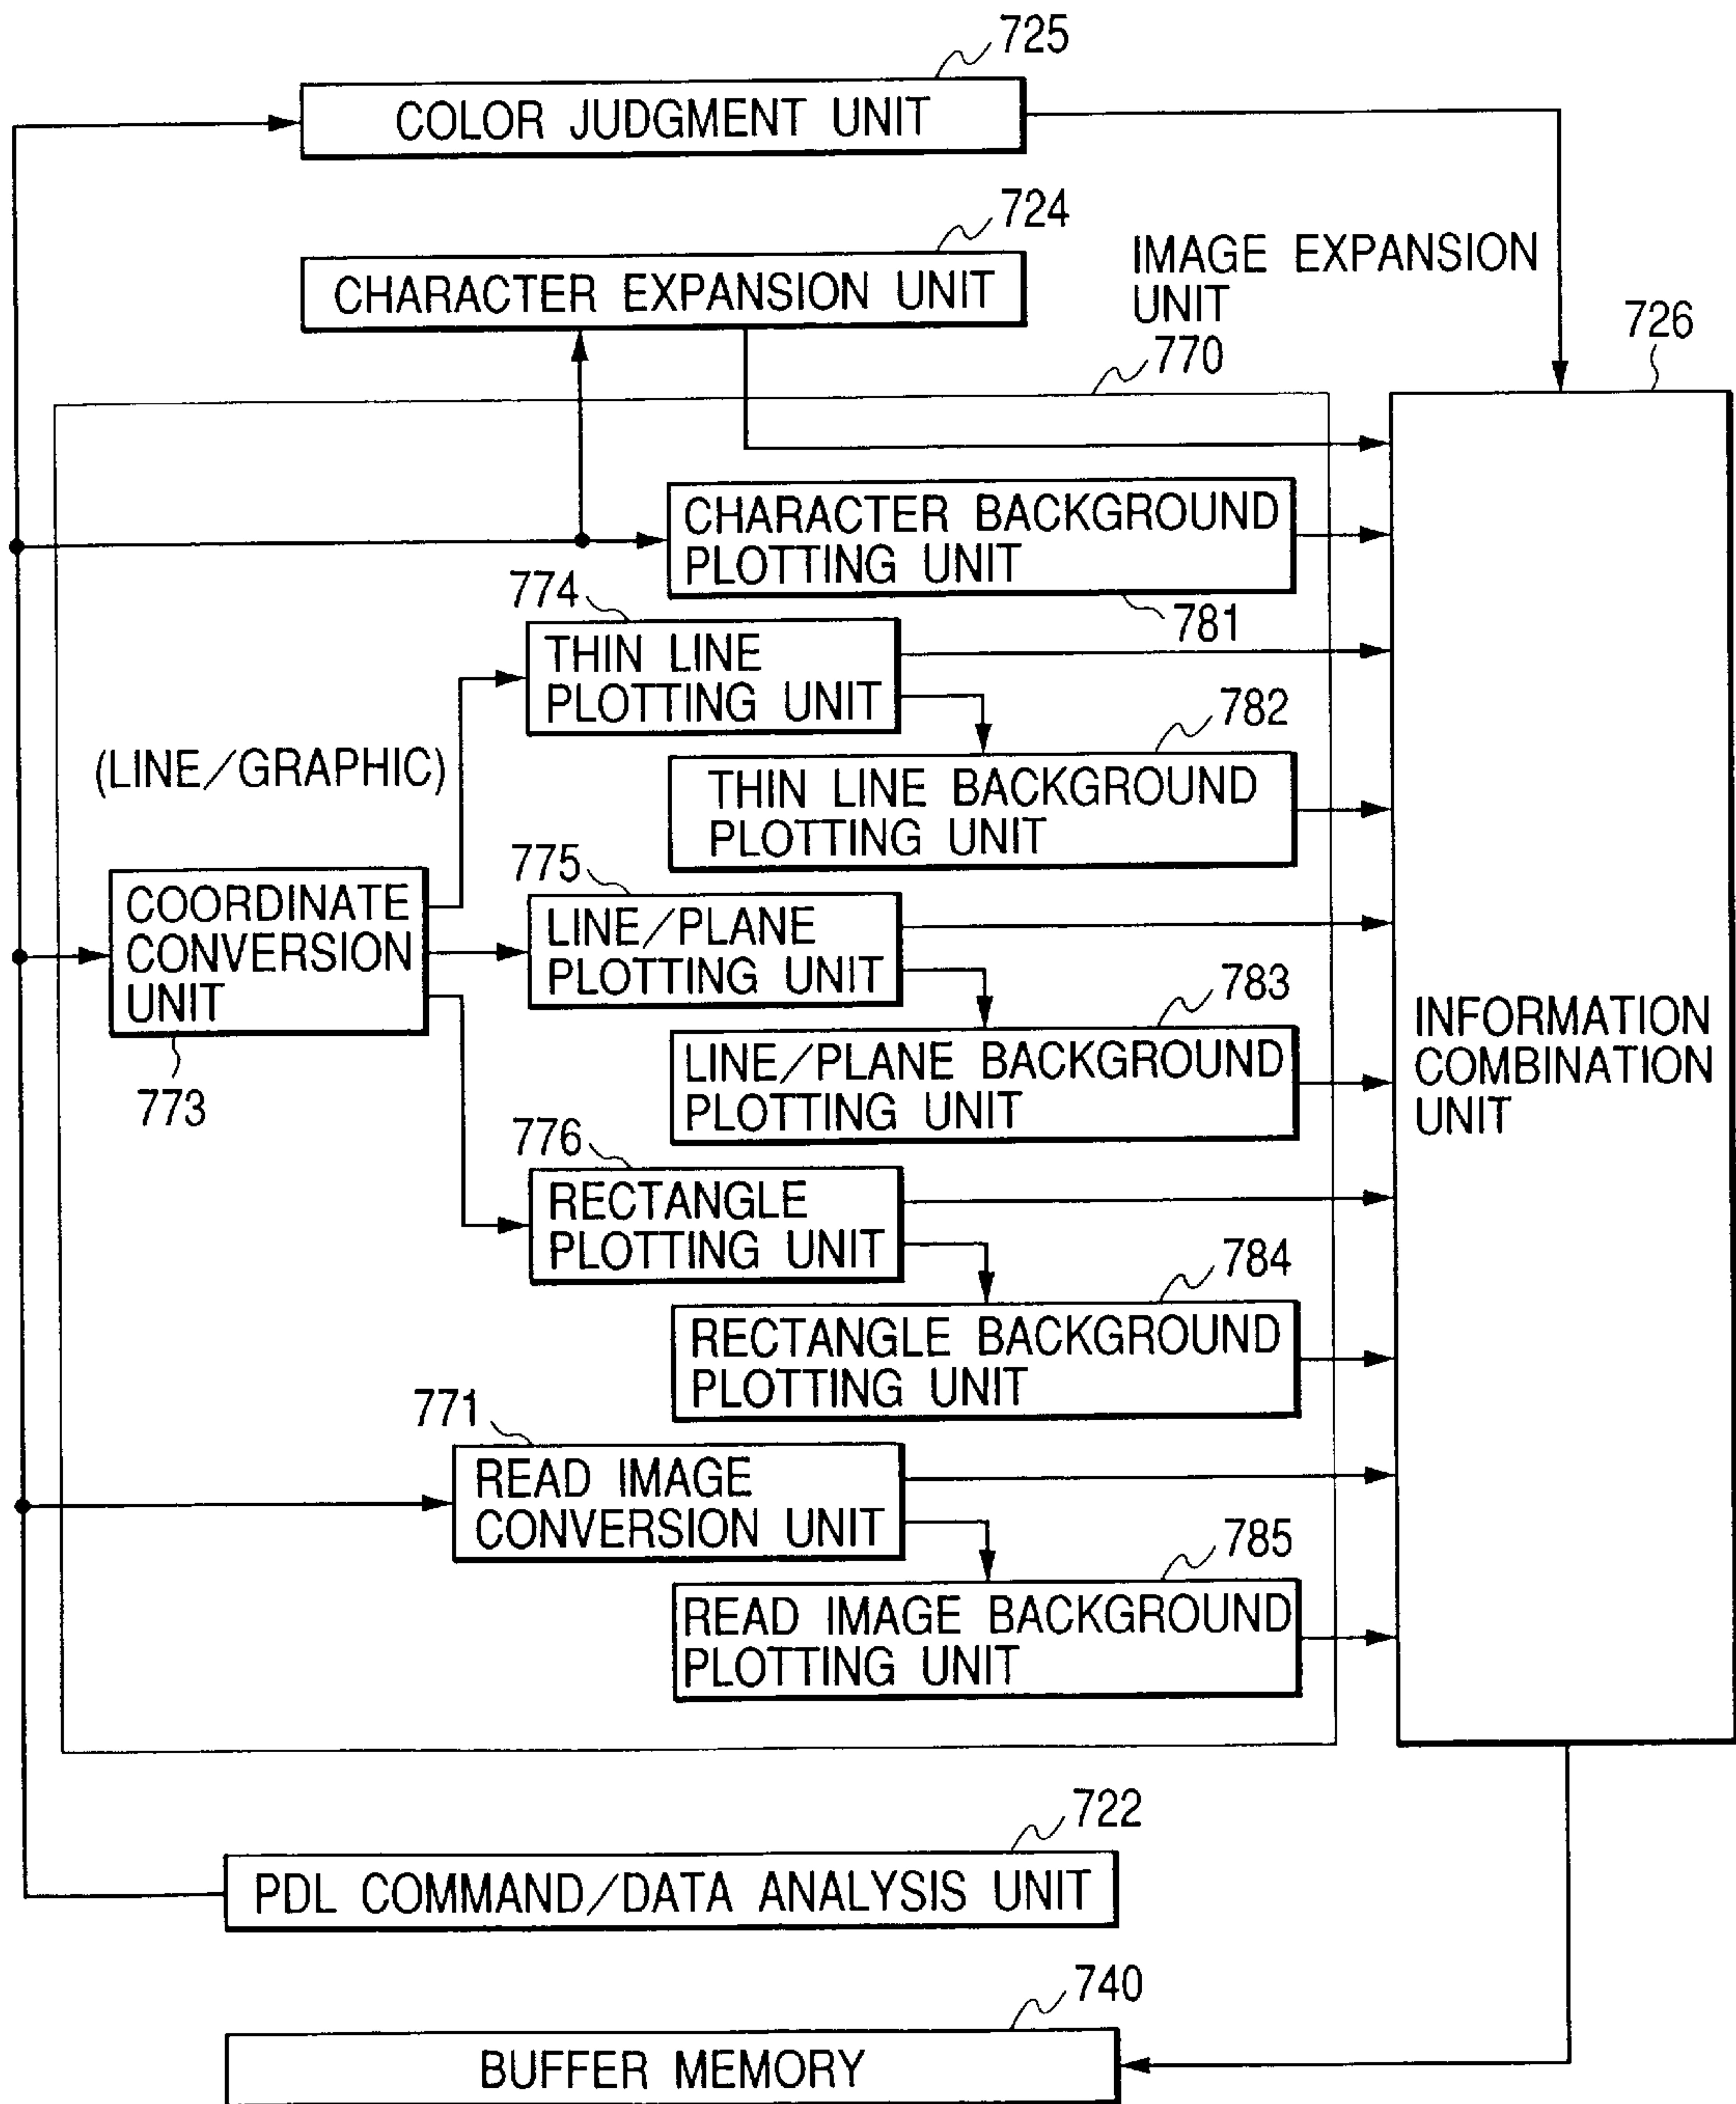 725
COLOR JUDGMENT UNIT
724
CHARACTER EXPANSION UNIT
IMAGE EXPANSION
UNIT
770
726
CHARACTER BACKGROUND
PLOTTING UNIT
781
774
THIN LINE
PLOTTING UNIT
782
THIN LINE BACKGROUND
PLOTTING UNIT
(LINE/GRAPHIC)
775
LINE/PLANE
PLOTTING UNIT
COORDINATE
CONVERSION
UNIT
773
783
LINE/PLANE BACKGROUND
PLOTTING UNIT
INFORMATION
COMBINATION
UNIT
776
RECTANGLE
PLOTTING UNIT
784
RECTANGLE BACKGROUND
PLOTTING UNIT
771
READ IMAGE
CONVERSION UNIT
785
READ IMAGE BACKGROUND
PLOTTING UNIT
722
PDL COMMAND/DATA ANALYSIS UNIT
740
BUFFER MEMORY